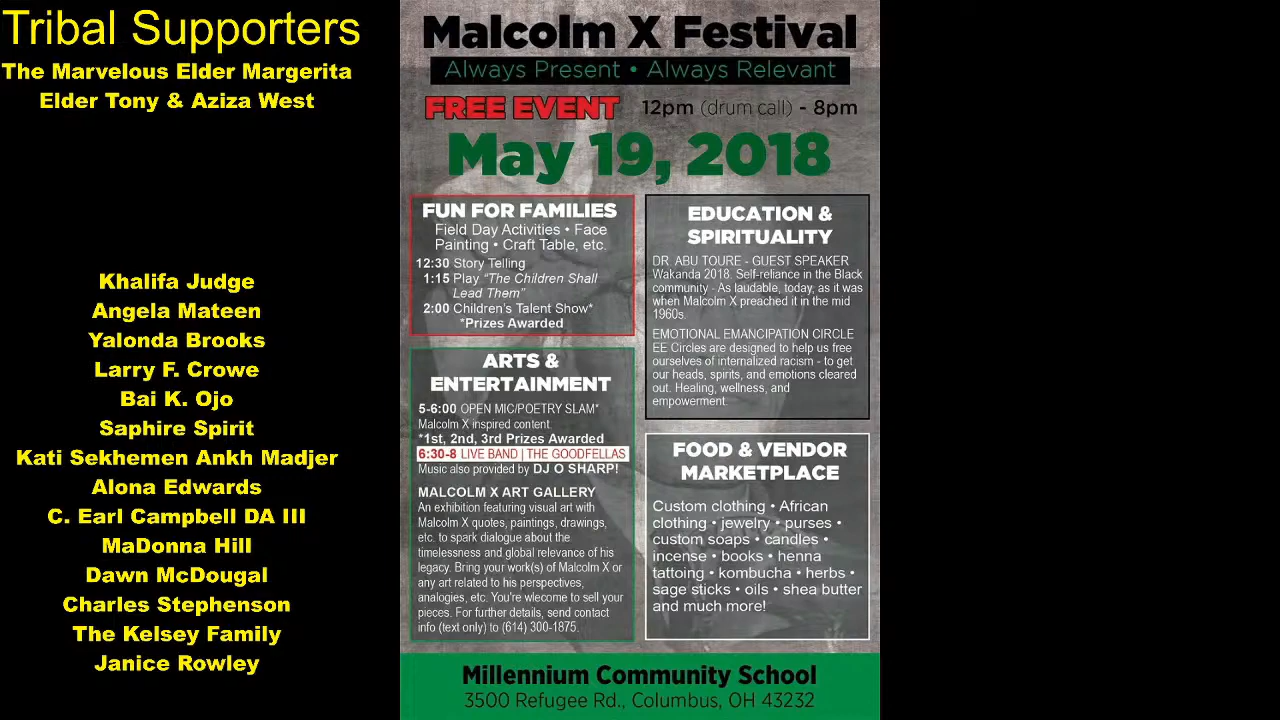 Tribal Supporters
The Marvelous Elder Margerita
Elder Tony & Aziza West
Khalifa Judge
Angela Mateen
Yalonda Brooks
Larry F. Crowe
Bai K. Ojo
Saphire Spirit
Kati Sekhemen Ankh Madjer
Alona Edwards
C. Earl Campbell DA III
MaDonna Hill
Dawn McDougal
Charles Stephenson
The Kelsey Family
Janice Rowley
Malcolm X Festival
Always Present • Always Relevant
FREE EVENT 12pm (drum call) - 8pm
May 19, 2018
FUN FOR FAMILIES
Field Day Activities • Face
Painting • Craft Table, etc.
12:30 Story Telling
1:15 Play "The Children Shall
Lead Them"
2:00 Children's Talent Show*
*Prizes Awarded
ARTS &
ENTERTAINMENT
5-6:00 OPEN MIC/POETRY SLAM*
Malcolm X inspired content.
*1st, 2nd, 3rd Prizes Awarded
6:30-8 LIVE BAND | THE GOODFELLAS
Music also provided by DJ O SHARP!
MALCOLM X ART GALLERY
An exhibition featuring visual art with
Malcolm X quotes, paintings, drawings,
etc. to spark dialogue about the
timelessness and global relevance of his
legacy. Bring your work(s) of Malcolm X or
any art related to his perspectives,
analogies, etc. You're wlecome to sell your
pieces. For further details, send contact
info (text only) to (614) 300-1875.
EDUCATION &
SPIRITUALITY
DR. ABU TOURE - GUEST SPEAKER
Wakanda 2018. Self-reliance in the Black
community - As laudable, today, as it was
when Malcolm X preached it in the mid
1960s.
EMOTIONAL EMANCIPATION CIRCLE
EE Circles are designed to help us free
ourselves of internalized racism - to get
our heads, spirits, and emotions cleared
out. Healing, wellness, and
empowerment.
FOOD & VENDOR
MARKETPLACE
Custom clothing • African
clothing • jewelry • purses •
custom soaps • candles •
incense • books • henna
tattoing • kombucha • herbs •
sage sticks • oils • shea butter
and much more!
Millennium Community School
3500 Refugee Rd., Columbus, OH 43232